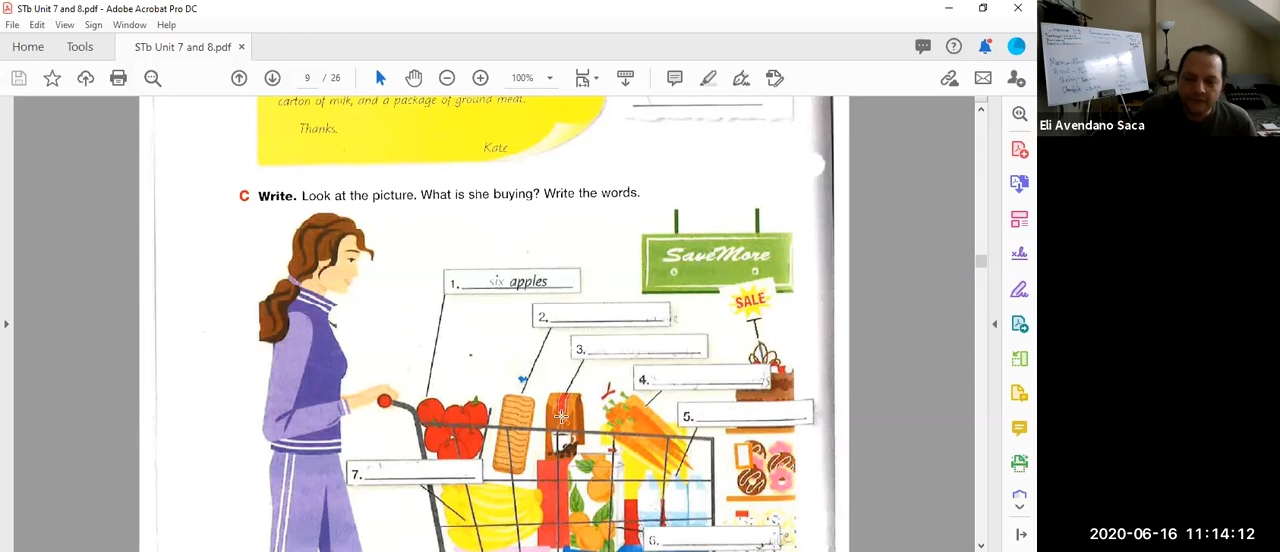 STb Unit 7 and 8.pdf - Adobe Acrobat Pro DC
File Edit View Sign Window Help
Home Tools STb Unit 7 and 8.pdf ×
9 / 26 100%
carton of milk, and a package of ground meat.
Thanks.
Kate
C Write. Look at the picture. What is she buying? Write the words.
SaveMore
SALE
1. six apples
2.
3.
4.
5.
7.
6.
Eli Avendano Saca
2020-06-16 11:14:12